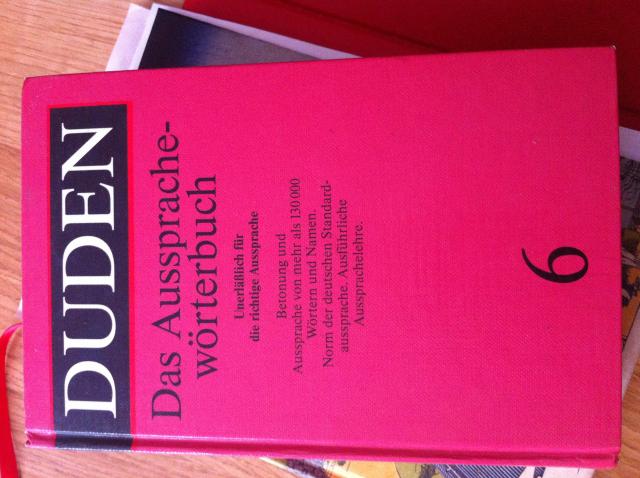 DUDEN
Das Aussprache-
wörterbuch
Unerläßlich für
die richtige Aussprache
Betonung und
Aussprache von mehr als 130 000
Wörtern und Namen.
Norm der deutschen Standard-
aussprache. Ausführliche
Aussprachelehre.
6